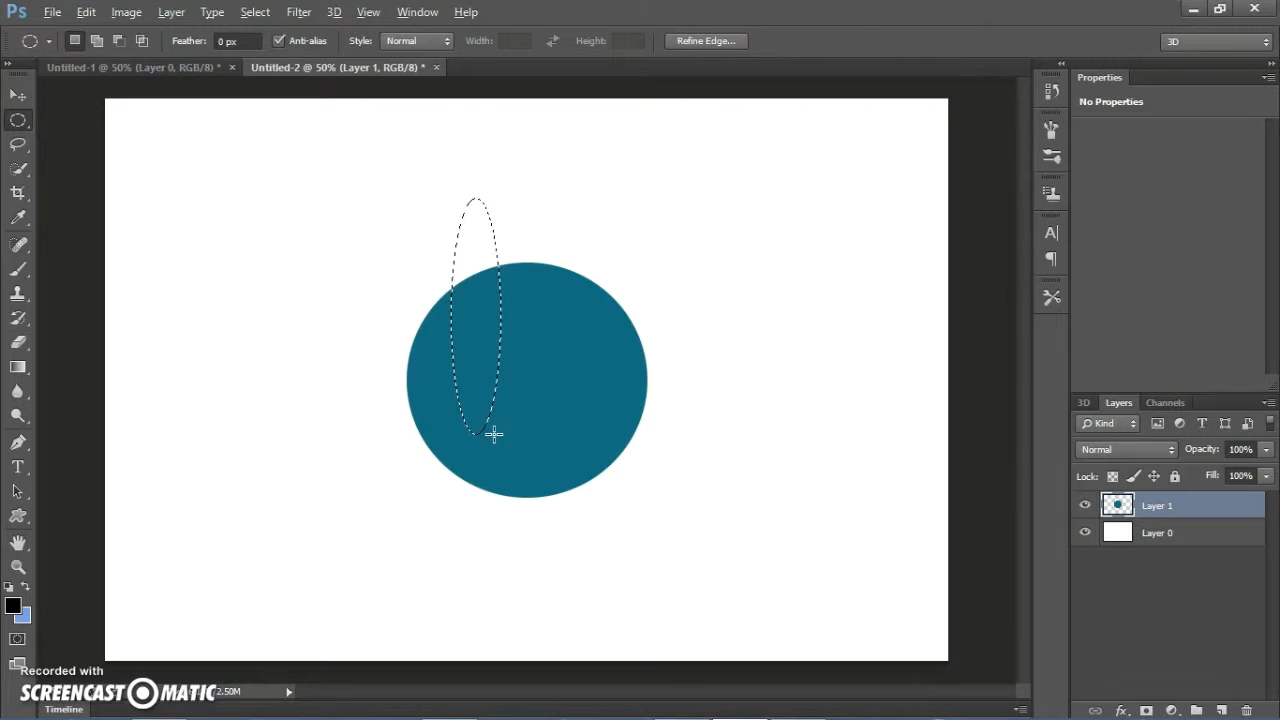 Ps File Edit Image Layer Type Select Filter 3D View Window Help
Feather: 0 px Anti-alias Style: Normal Width: Height: Refine Edge... 3D
Untitled-1 @ 50% (Layer 0, RGB/8) * × Untitled-2 @ 50% (Layer 1, RGB/8) * ×
Properties
No Properties
3D Layers Channels
Kind
Normal Opacity: 100%
Lock: Fill: 100%
Layer 1
Layer 0
Recorded with
SCREENCAST MATIC 2.50M
Timeline